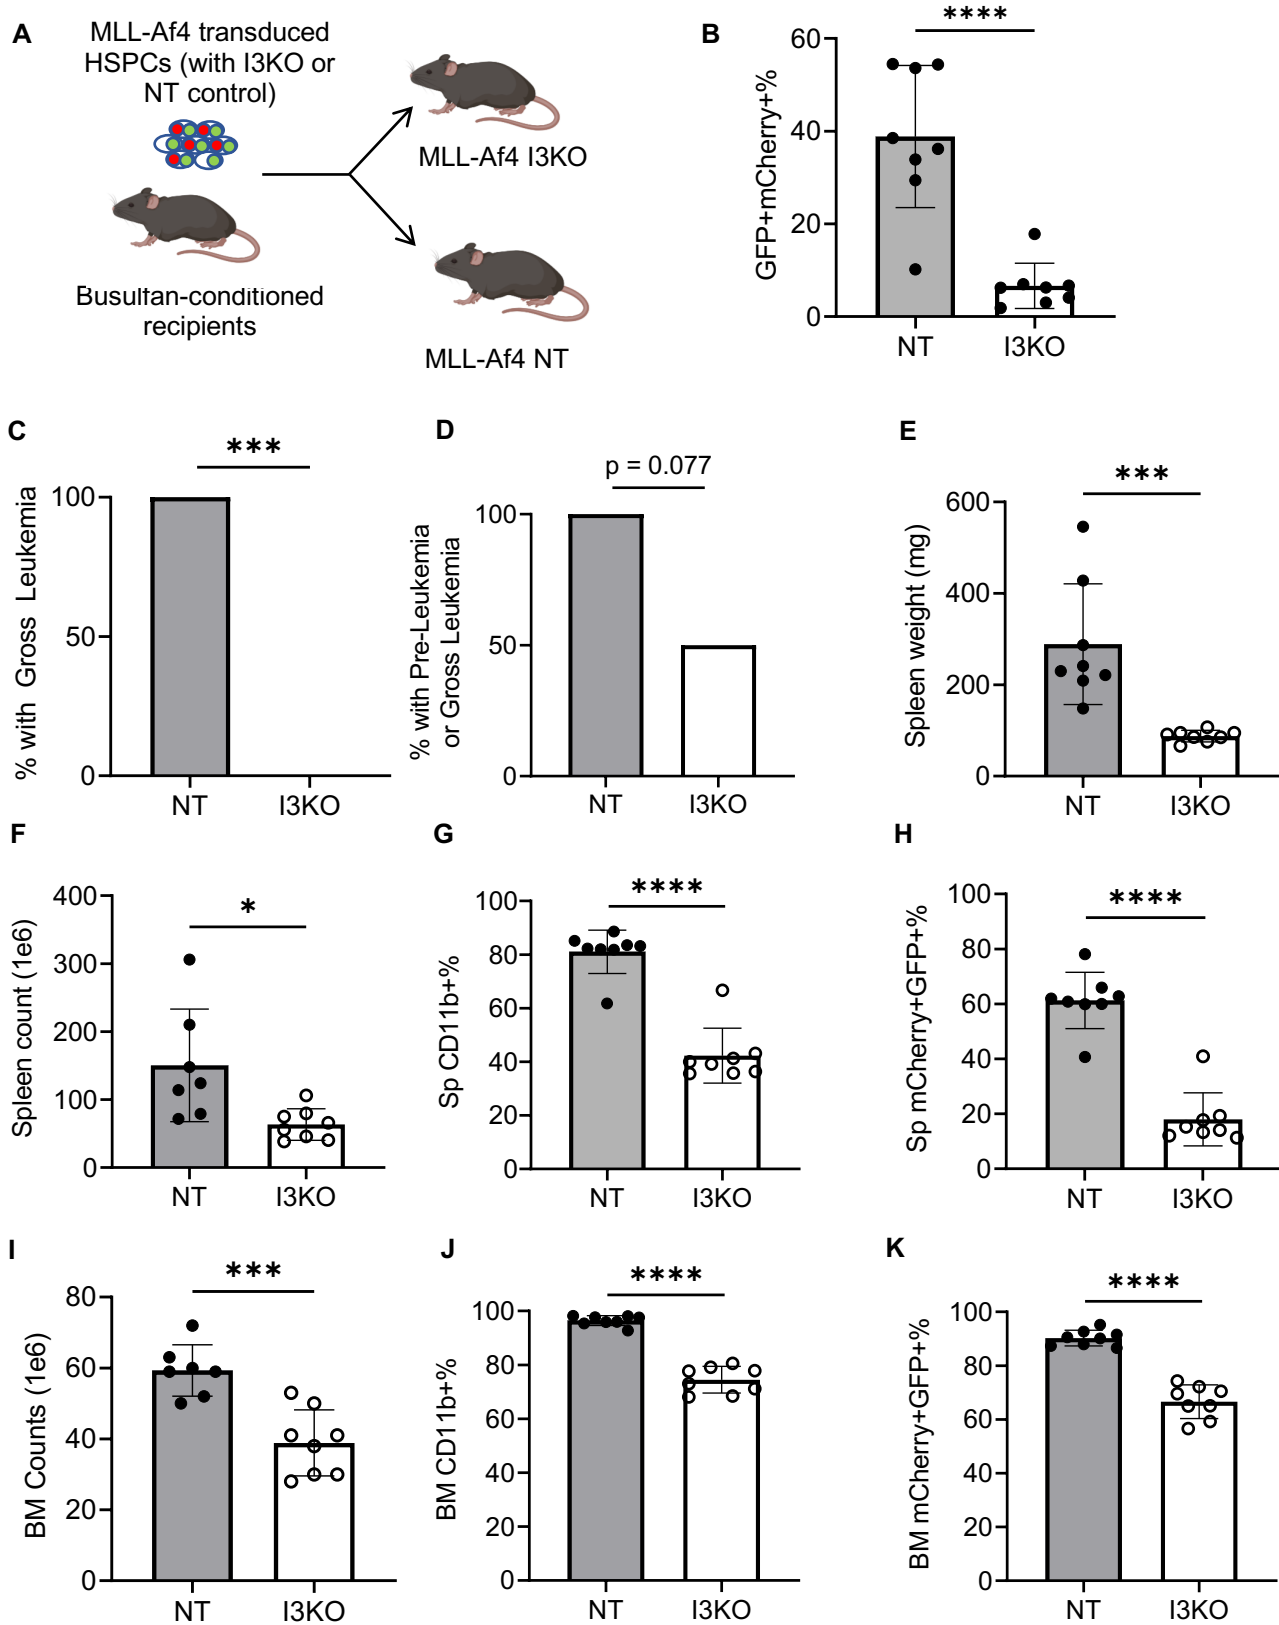 A
MLL-Af4 transduced
HSPCs (with I3KO or
NT control)
MLL-Af4 I3KO
Busulfan-conditioned
recipients
MLL-Af4 NT
B
****
60
40
20
0
GFP+mCherry+%
NT
I3KO
C
***
100
50
0
% with Gross Leukemia
NT
I3KO
D
p = 0.077
100
50
0
% with Pre-Leukemia
or Gross Leukemia
NT
I3KO
E
***
600
400
200
0
Spleen weight (mg)
NT
I3KO
F
*
400
300
200
100
0
Spleen count (1e6)
NT
I3KO
G
****
100
80
60
40
20
0
Sp CD11b+%
NT
I3KO
H
****
100
80
60
40
20
0
Sp mCherry+GFP+%
NT
I3KO
I
***
80
60
40
20
0
BM Counts (1e6)
NT
I3KO
J
****
100
80
60
40
20
0
BM CD11b+%
NT
I3KO
K
****
100
80
60
40
20
0
BM mCherry+GFP+%
NT
I3KO